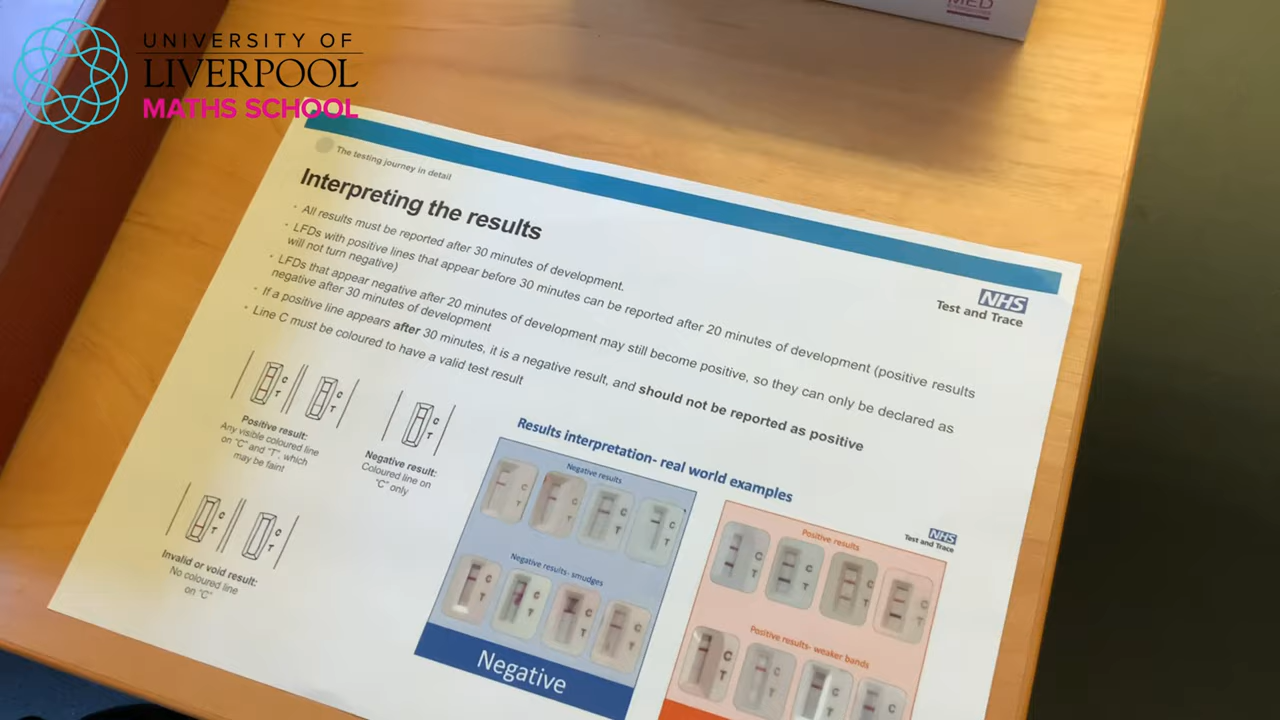 UNIVERSITY OF
LIVERPOOL
MATHS SCHOOL
MED
The testing journey in detail
Interpreting the results
NHS
Test and Trace
- All results must be reported after 30 minutes of development.
- LFDs with positive lines that appear before 30 minutes can be reported after 20 minutes of development (positive results
will not turn negative)
- LFDs that appear negative after 20 minutes of development may still become positive, so they can only be declared as
negative after 30 minutes of development
- If a positive line appears after 30 minutes, it is a negative result, and should not be reported as positive
- Line C must be coloured to have a valid test result
C
T
C
T
C
T
Positive result:
Any visible coloured line
on "C" and "T", which
may be faint
Negative result:
Coloured line on
"C" only
C
T
C
T
Invalid or void result:
No coloured line
on "C"
Results interpretation- real world examples
Negative results
C
T
C
T
C
T
C
T
Negative results- smudges
C
T
C
T
C
T
C
T
Negative
NHS
Test and Trace
Positive results
C
T
C
T
C
T
C
T
Positive results- weaker bands
C
T
C
T
C
T
C